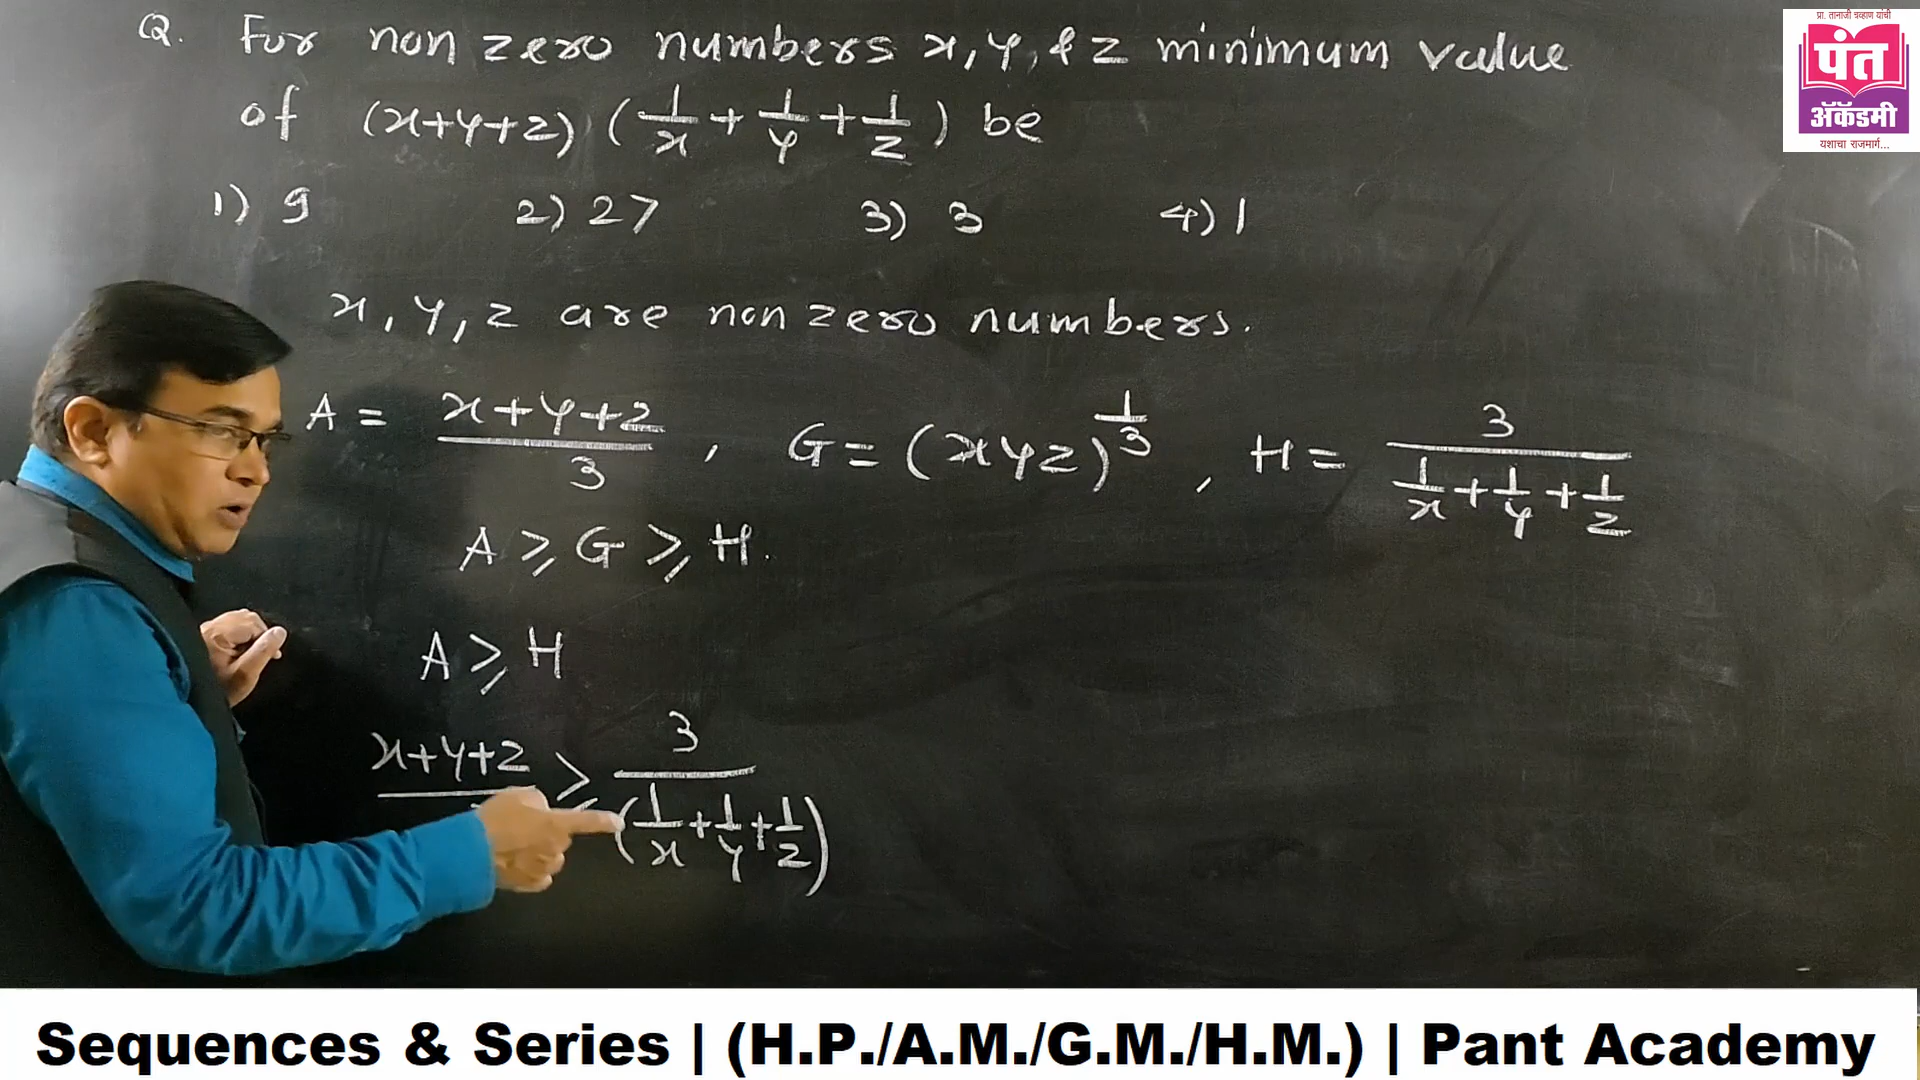 Q. For non zero numbers x, y, & z minimum value
of (x+y+z) (1/x + 1/y + 1/z) be
1) 9 2) 27 3) 3 4) 1
x, y, z are non zero numbers.
A = x+y+z/3 , G = (xyz)^1/3 , H = 3/(1/x + 1/y + 1/z)
A ⩾ G ⩾ H.
A ⩾ H
x+y+z ⩾ 3/(1/x + 1/y + 1/z)
प्रा. तानाजी चव्हाण यांची
पंत
अ‍ॅकॅडमी
यशाचा राजमार्ग...
Sequences & Series | (H.P./A.M./G.M./H.M.) | Pant Academy